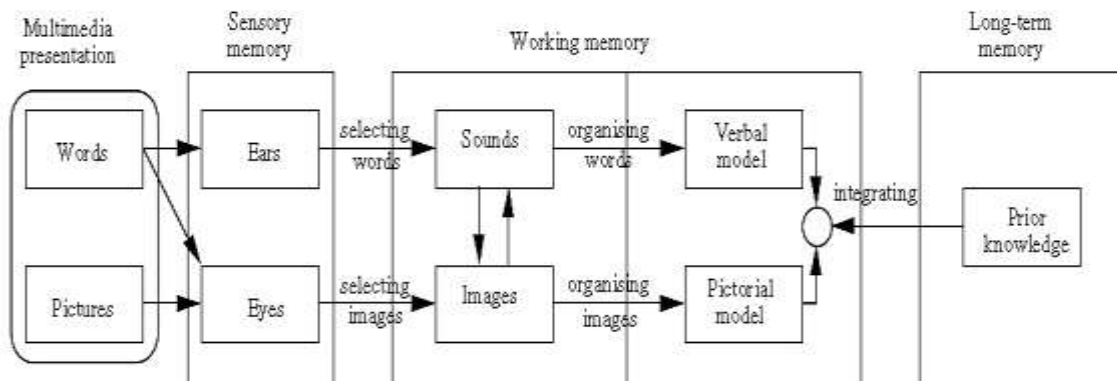 Multimedia
presentation
Sensory
memory
Working memory
Long-term
memory
Words
Ears
selecting
words
Sounds
organising
words
Verbal
model
integrating
Prior
knowledge
Pictures
Eyes
selecting
images
Images
organising
images
Pictorial
model